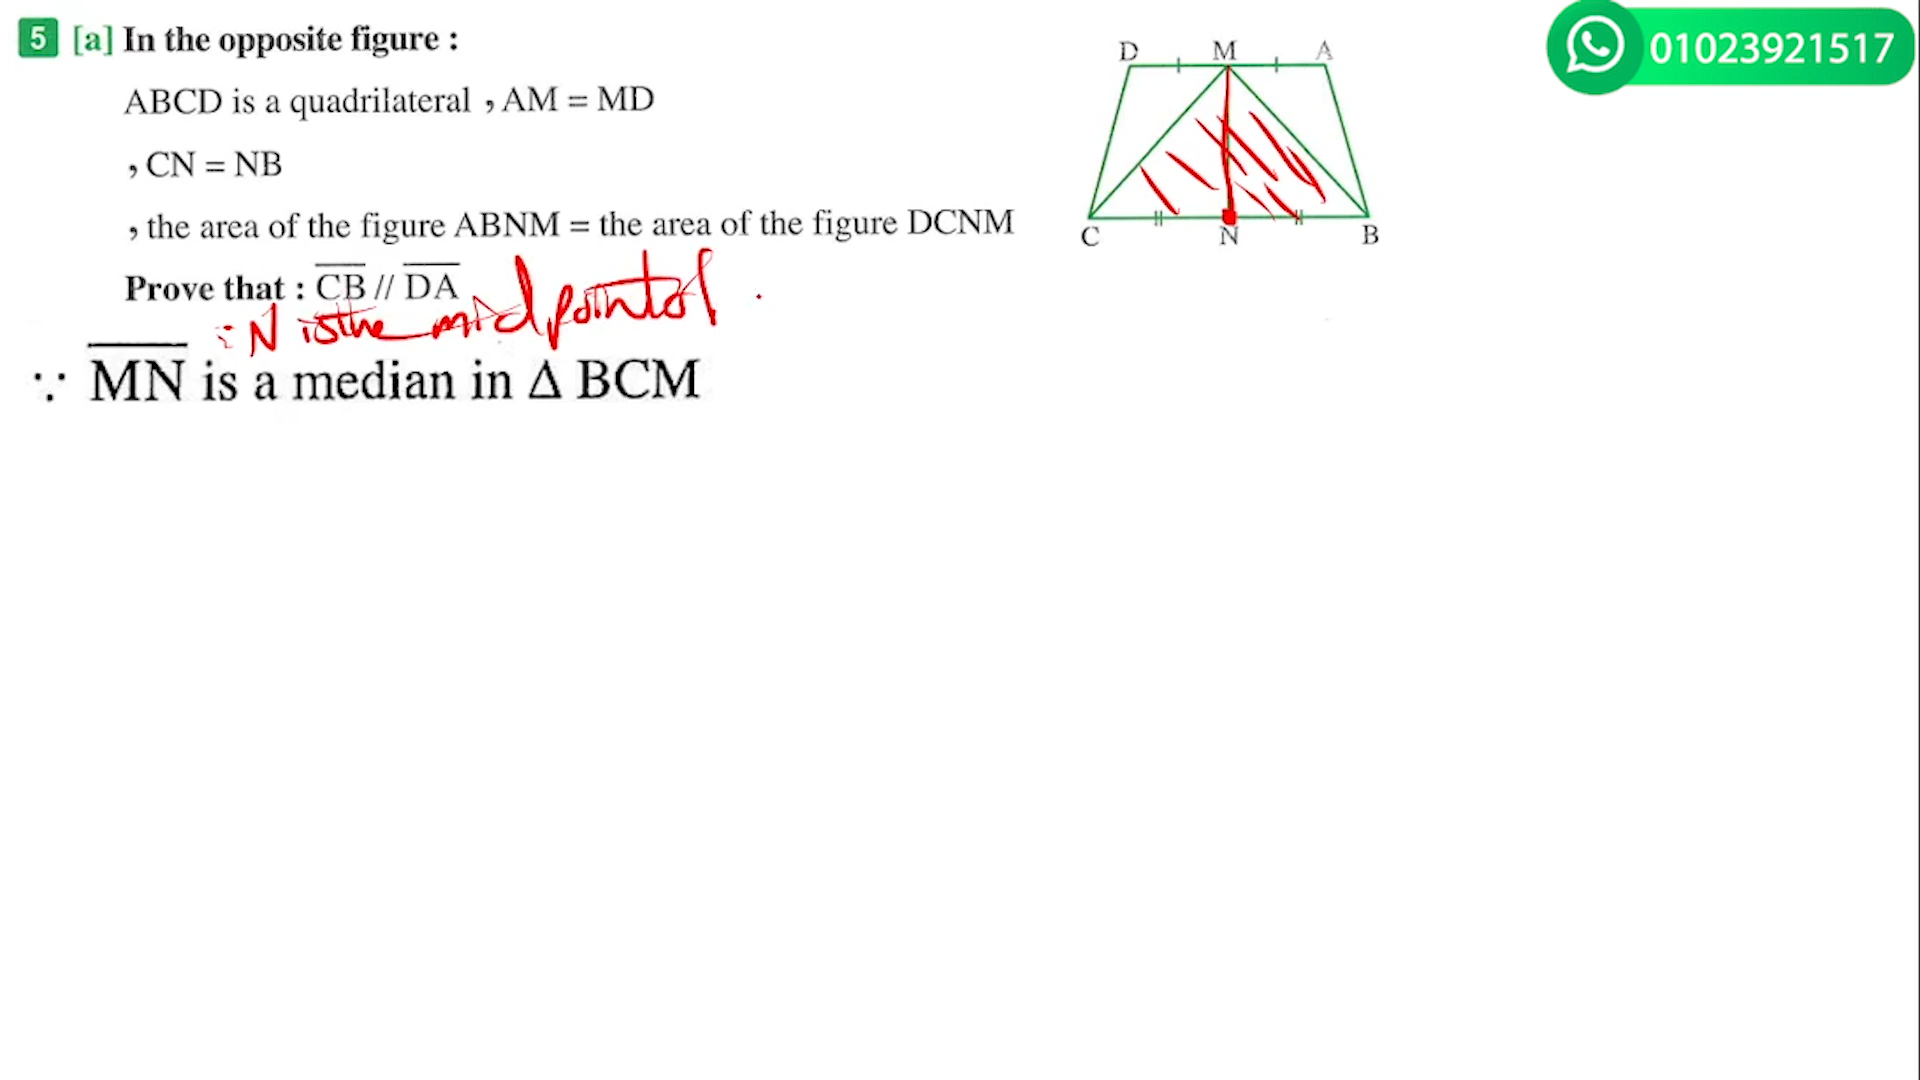 5 [a] In the opposite figure :
ABCD is a quadrilateral , AM = MD
, CN = NB
, the area of the figure ABNM = the area of the figure DCNM
Prove that : CB // DA
∵ N is the midpoint of
∵ MN is a median in Δ BCM
D M A
C N B
01023921517